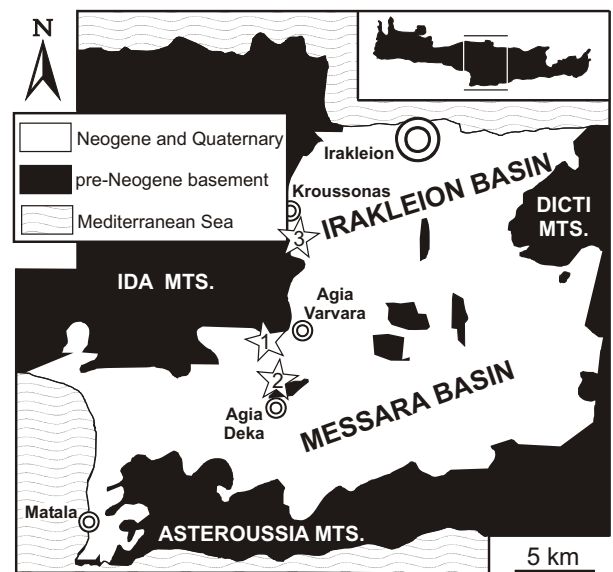 N
Neogene and Quaternary
pre-Neogene basement
Mediterranean Sea
Irakleion
Kroussonas
IRAKLEION BASIN
DICTI
MTS.
3
IDA MTS.
Agia
Varvara
1
2
Agia
Deka
MESSARA BASIN
Matala
ASTEROUSSIA MTS.
5 km